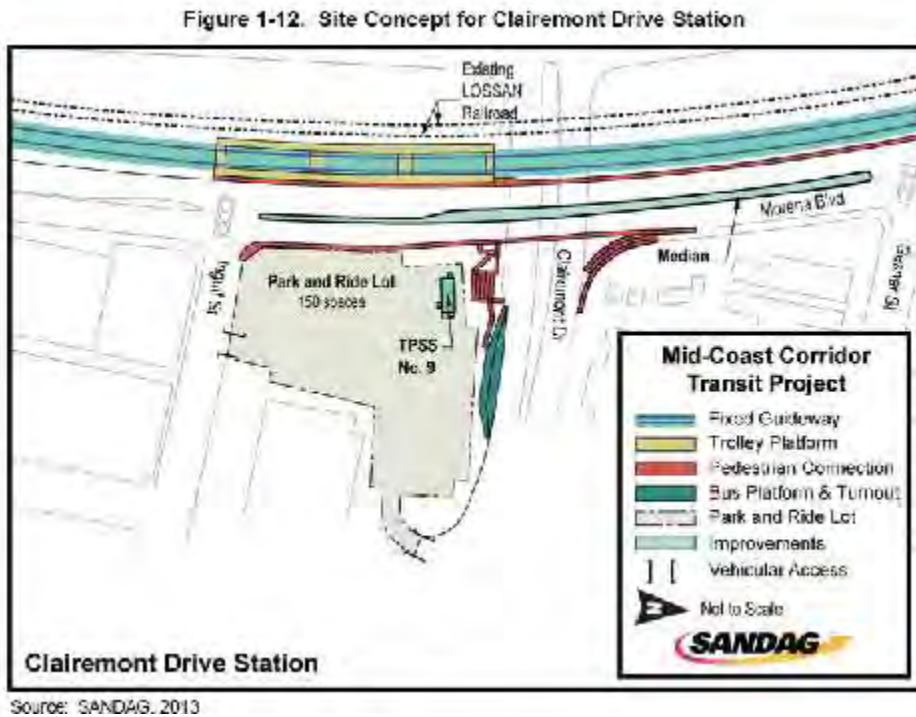 Figure 1-12. Site Concept for Clairemont Drive Station
Existing
LOSSAN
Railroad
Morena Blvd
Median
Ingulf St
Clairemont Dr
Park and Ride Lot
150 spaces
TPSS
No. 9
Mid-Coast Corridor
Transit Project
Fixed Guideway
Trolley Platform
Pedestrian Connection
Bus Platform & Turnout
Park and Ride Lot
Improvements
Vehicular Access
N
Not to Scale
SANDAG
Clairemont Drive Station
Source: SANDAG, 2013